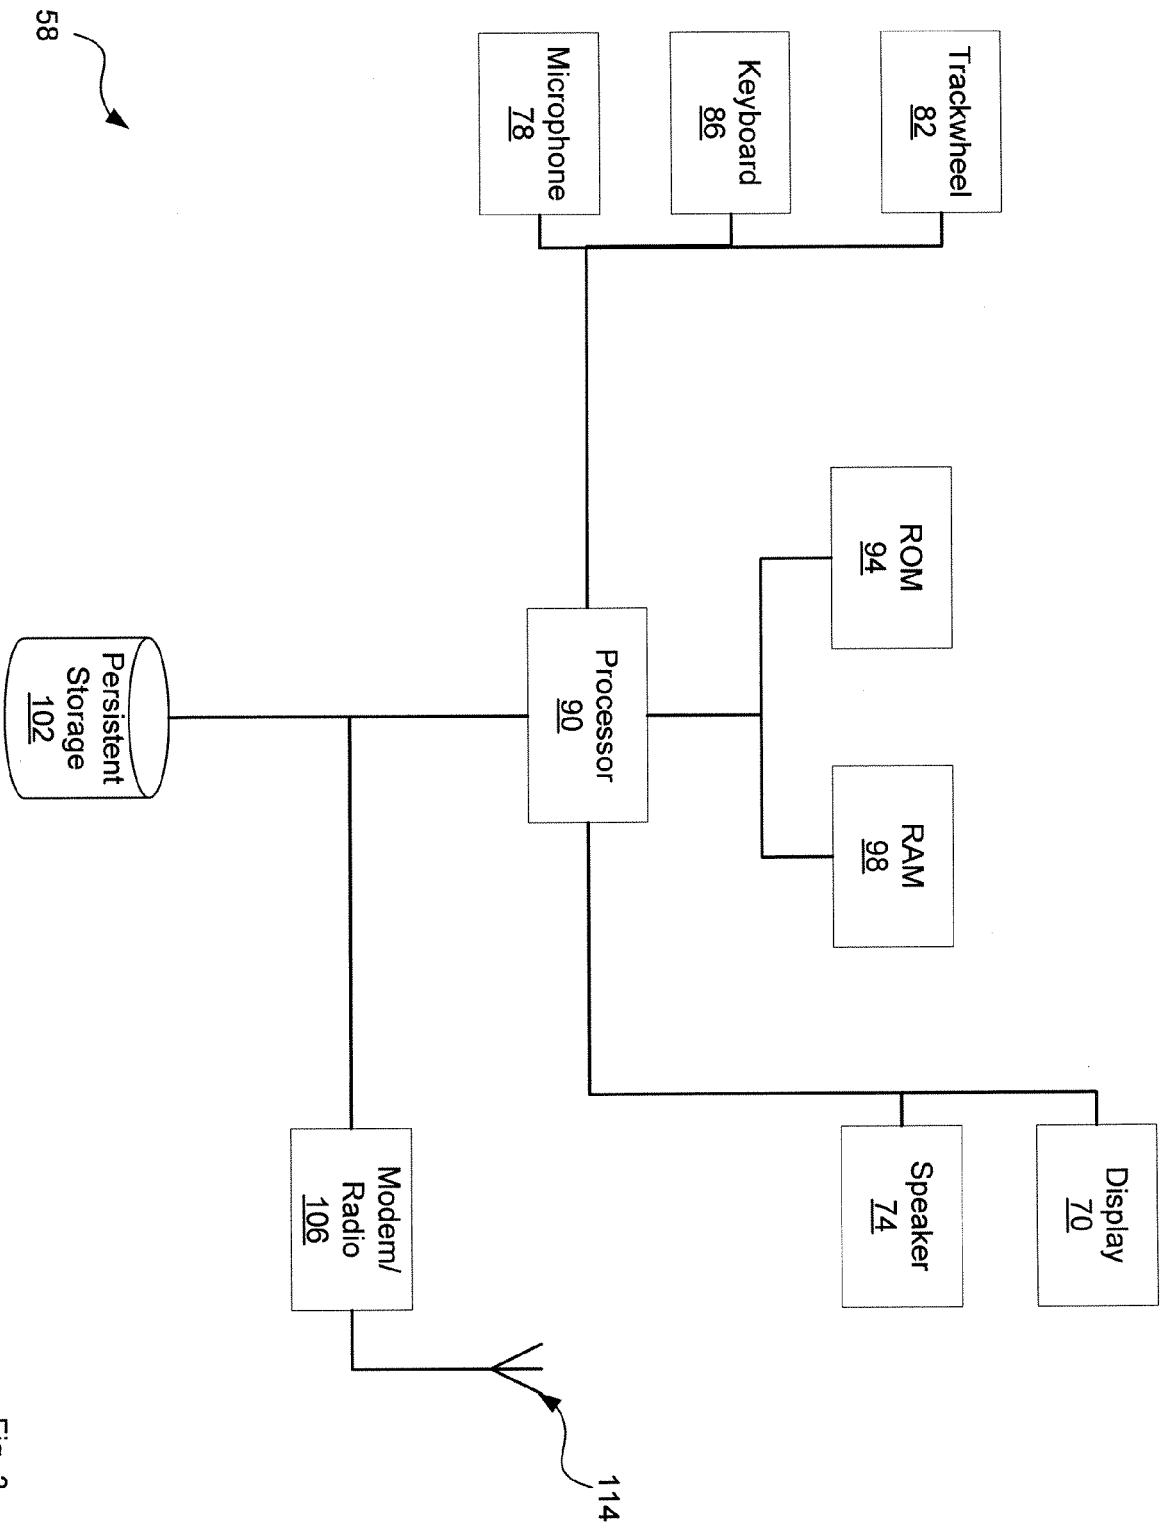 Trackwheel
82
Keyboard
86
Microphone
78
ROM
94
RAM
98
Display
70
Speaker
74
Processor
90
114
Modem/
Radio
106
Persistent
Storage
102
58
Fig.